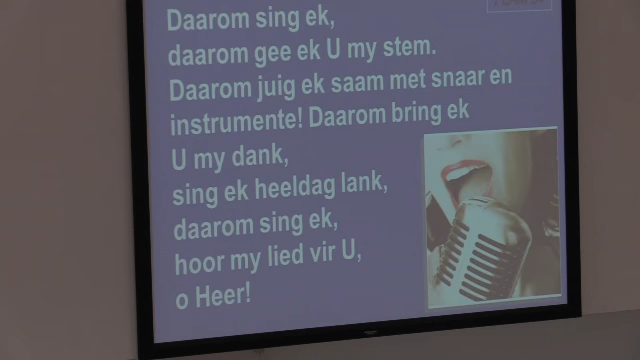 Daarom sing ek,
daarom gee ek U my stem.
Daarom juig ek saam met snaar en
instrumente! Daarom bring ek
U my dank,
sing ek heeldag lank,
daarom sing ek,
hoor my lied vir U,
o Heer!